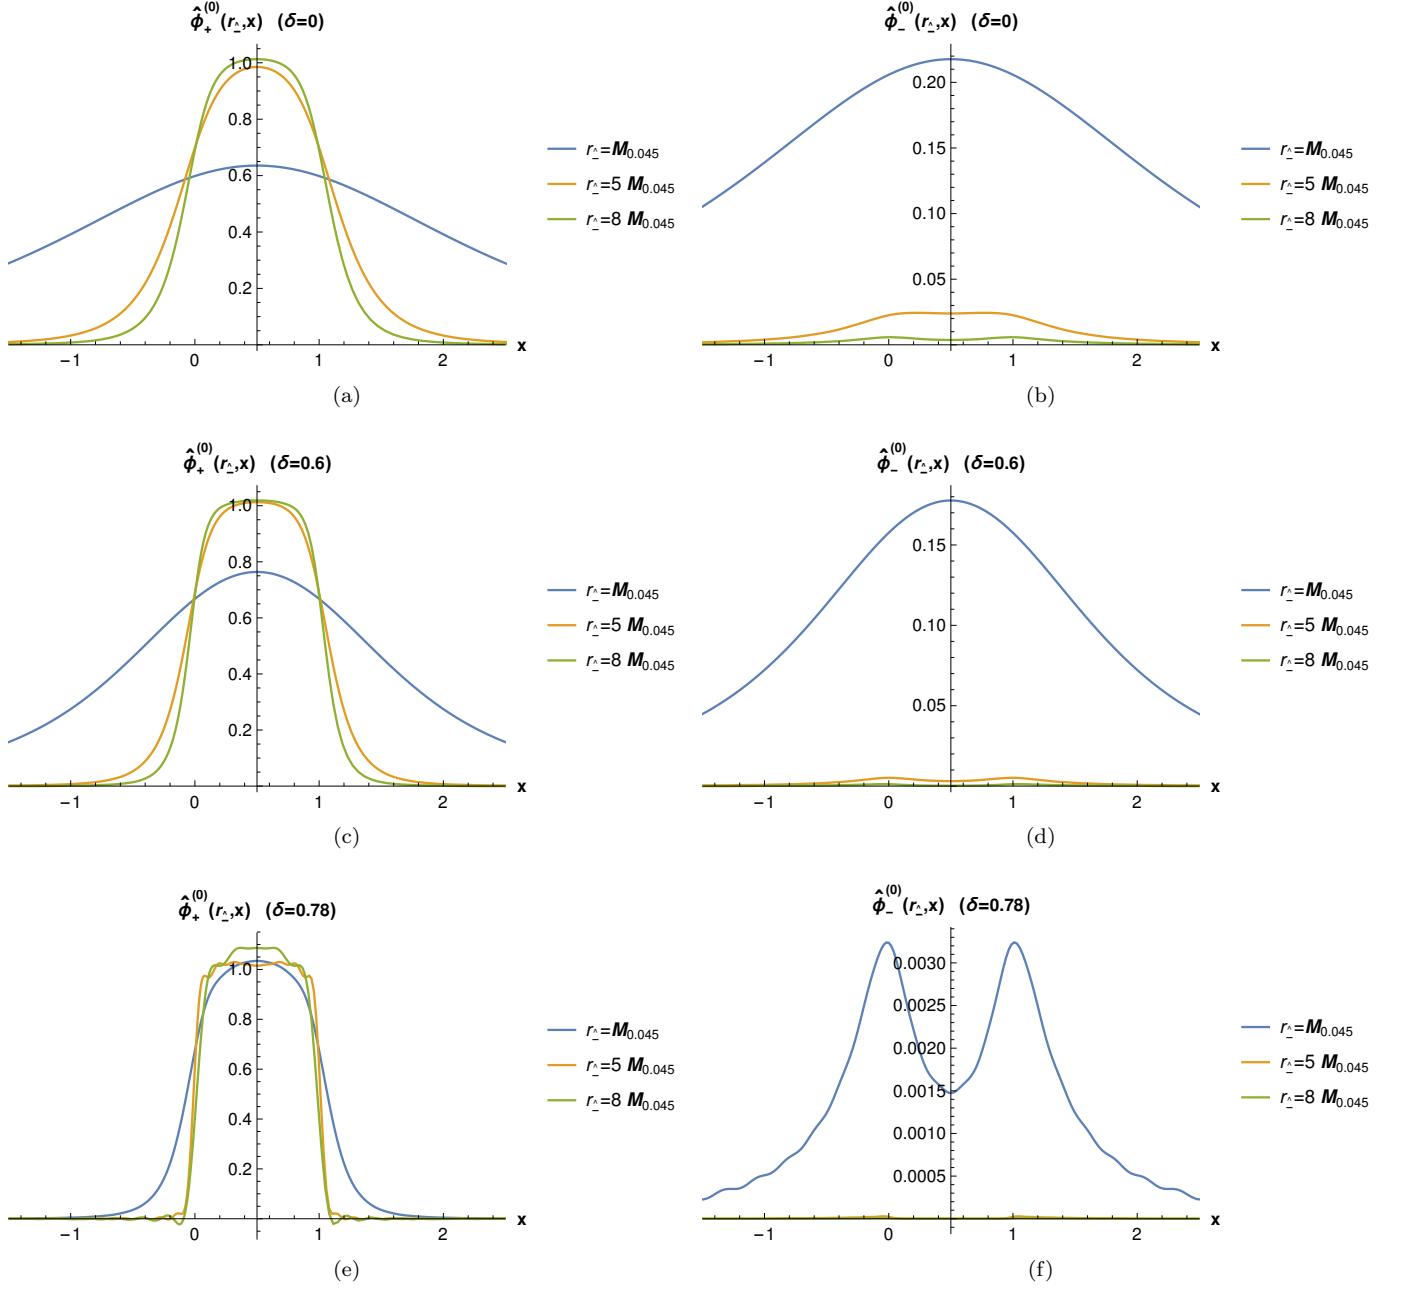 ϕ̂₊⁽⁰⁾(r₋̂,x) (δ=0)
1.0
0.8
0.6
0.4
0.2
−1 0 1 2 x
r₋̂=M₀.₀₄₅
r₋̂=5 M₀.₀₄₅
r₋̂=8 M₀.₀₄₅
(a)
ϕ̂₋⁽⁰⁾(r₋̂,x) (δ=0)
0.20
0.15
0.10
0.05
−1 0 1 2 x
r₋̂=M₀.₀₄₅
r₋̂=5 M₀.₀₄₅
r₋̂=8 M₀.₀₄₅
(b)
ϕ̂₊⁽⁰⁾(r₋̂,x) (δ=0.6)
1.0
0.8
0.6
0.4
0.2
−1 0 1 2 x
r₋̂=M₀.₀₄₅
r₋̂=5 M₀.₀₄₅
r₋̂=8 M₀.₀₄₅
(c)
ϕ̂₋⁽⁰⁾(r₋̂,x) (δ=0.6)
0.15
0.10
0.05
−1 0 1 2 x
r₋̂=M₀.₀₄₅
r₋̂=5 M₀.₀₄₅
r₋̂=8 M₀.₀₄₅
(d)
ϕ̂₊⁽⁰⁾(r₋̂,x) (δ=0.78)
1.0
0.8
0.6
0.4
0.2
−1 0 1 2 x
r₋̂=M₀.₀₄₅
r₋̂=5 M₀.₀₄₅
r₋̂=8 M₀.₀₄₅
(e)
ϕ̂₋⁽⁰⁾(r₋̂,x) (δ=0.78)
0.0030
0.0025
0.0020
0.0015
0.0010
0.0005
−1 0 1 2 x
r₋̂=M₀.₀₄₅
r₋̂=5 M₀.₀₄₅
r₋̂=8 M₀.₀₄₅
(f)